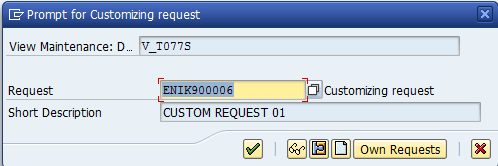 Prompt for Customizing request
View Maintenance: D... V_T077S
Request ENIK900006 Customizing request
Short Description CUSTOM REQUEST 01
Own Requests